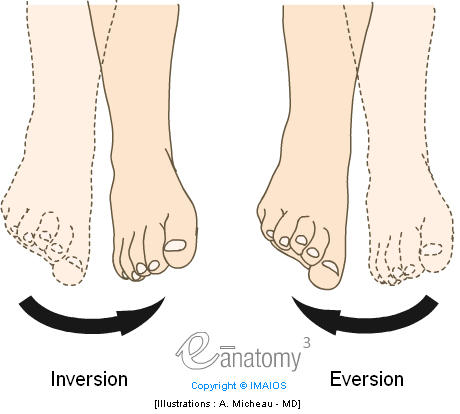 Inversion
Eversion
e-anatomy 3
Copyright © IMAIOS
[Illustrations : A. Micheau - MD]